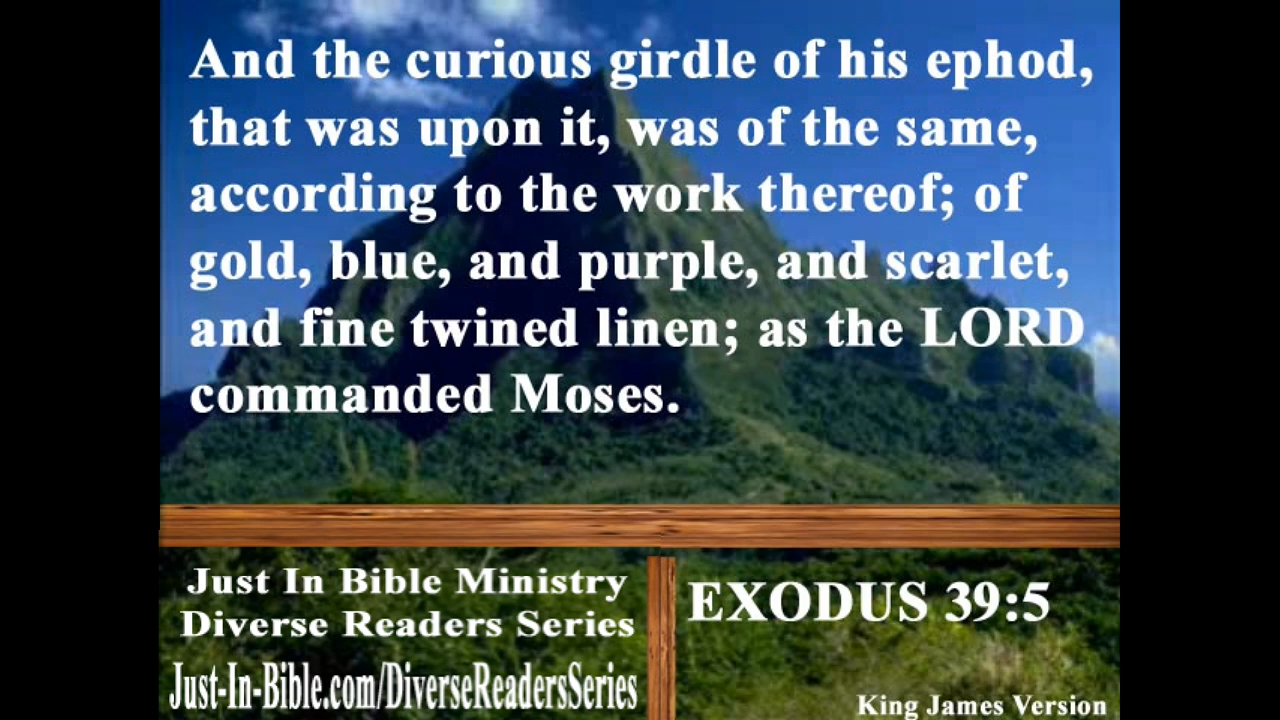 And the curious girdle of his ephod,
that was upon it, was of the same,
according to the work thereof; of
gold, blue, and purple, and scarlet,
and fine twined linen; as the LORD
commanded Moses.
Just In Bible Ministry
Diverse Readers Series
Just-In-Bible.com/DiverseReadersSeries
EXODUS 39:5
King James Version